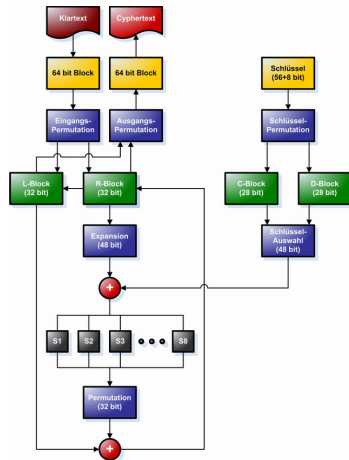 Klartext
Cyphertext
64 bit Block
64 bit Block
Schlüssel
(56+8 bit)
Eingangs-
Permutation
Ausgangs-
Permutation
Schlüssel-
Permutation
L-Block
(32 bit)
R-Block
(32 bit)
C-Block
(28 bit)
D-Block
(28 bit)
Expansion
(48 bit)
Schlüssel-
Auswahl
(48 bit)
+
S1
S2
S3
S8
Permutation
(32 bit)
+